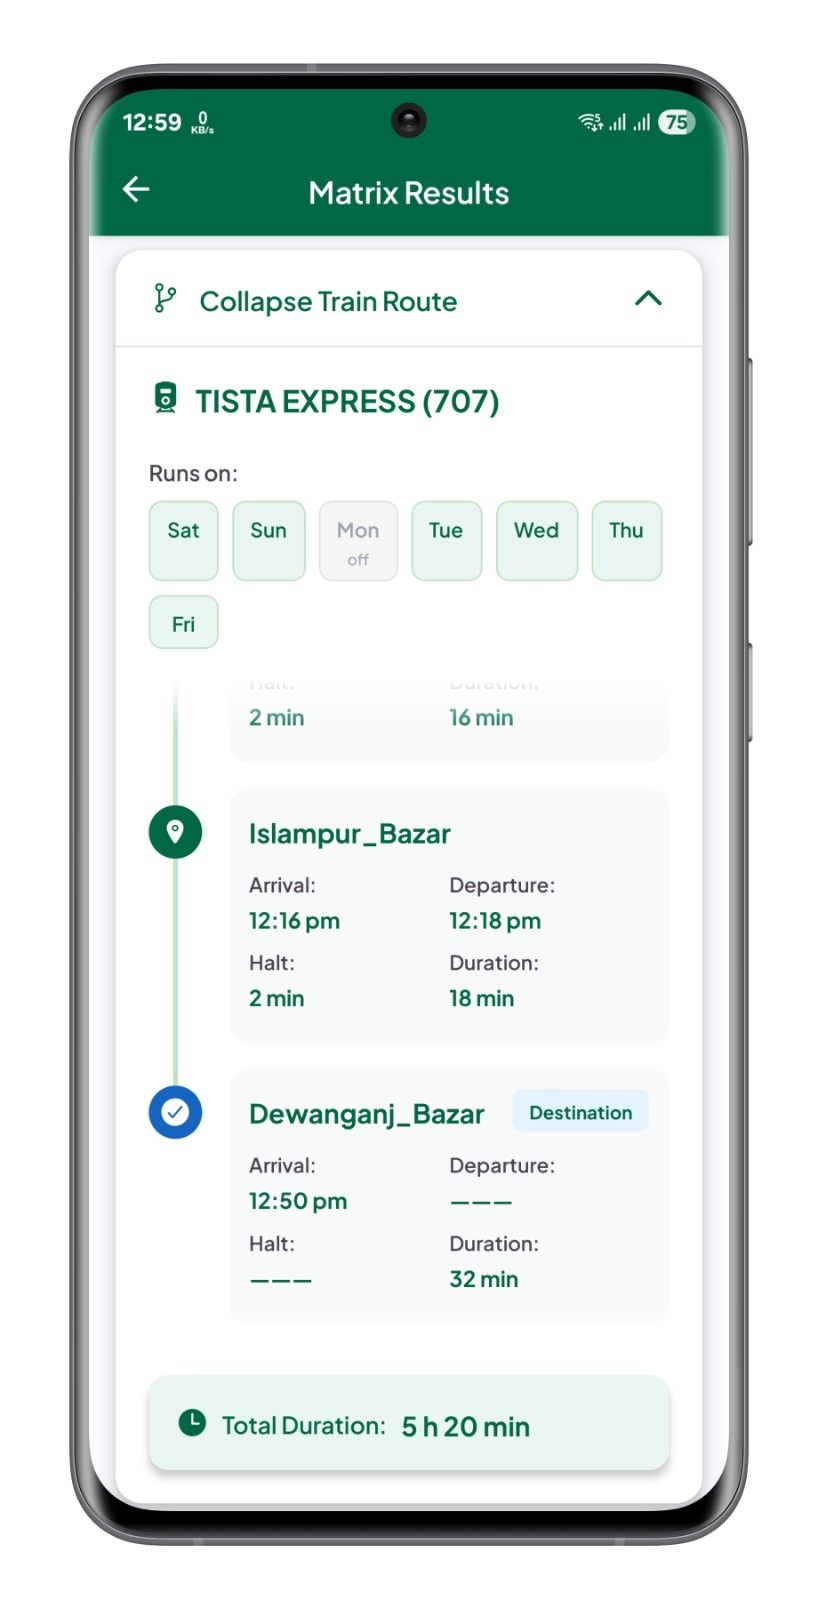 12:59 0 KB/s 5 75
Matrix Results
Collapse Train Route
TISTA EXPRESS (707)
Runs on:
Sat Sun Mon Tue Wed Thu
off
Fri
Halt: Duration:
2 min 16 min
Islampur_Bazar
Arrival: Departure:
12:16 pm 12:18 pm
Halt: Duration:
2 min 18 min
Dewanganj_Bazar Destination
Arrival: Departure:
12:50 pm ———
Halt: Duration:
——— 32 min
Total Duration: 5 h 20 min